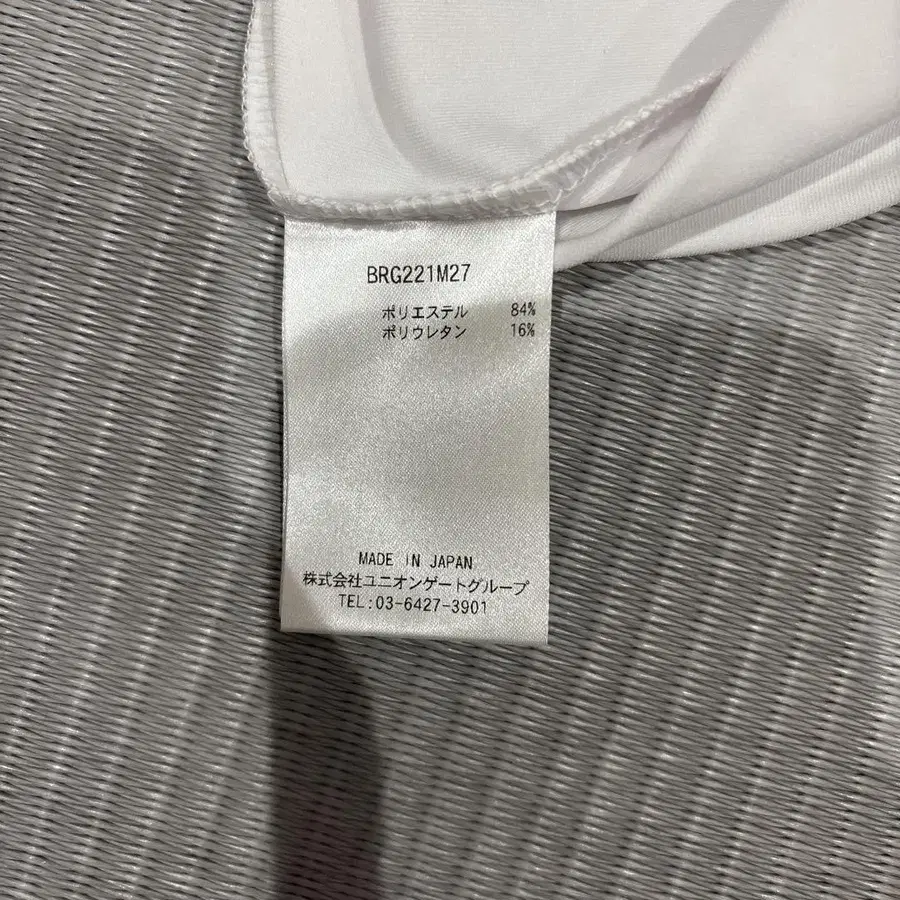 BRG221M27
ポリエステル 84%
ポリウレタン 16%
MADE IN JAPAN
株式会社ユニオンゲートグループ
TEL:03-6427-3901